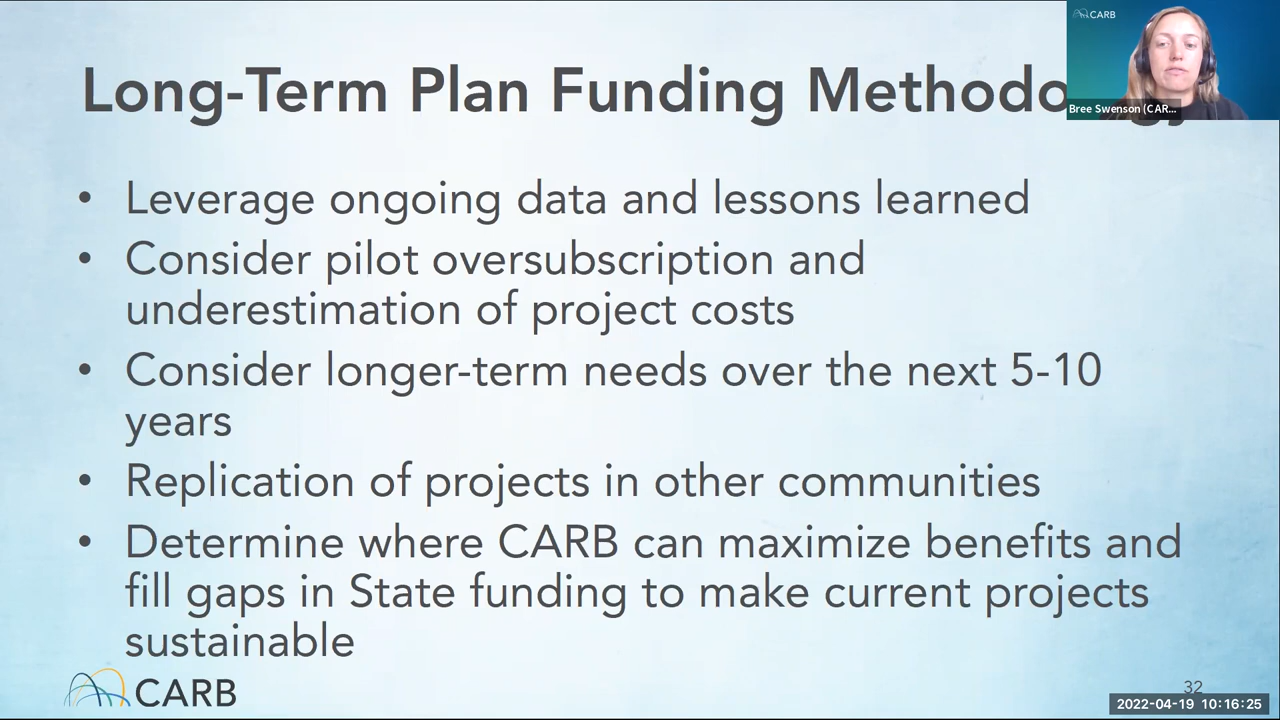 CARB
Long-Term Plan Funding
Bree Swenson (CAR...
• Leverage ongoing data and lessons learned
• Consider pilot oversubscription and
underestimation of project costs
• Consider longer-term needs over the next 5-10
years
• Replication of projects in other communities
• Determine where CARB can maximize benefits and
fill gaps in State funding to make current projects
sustainable
CARB
32
2022-04-19 10:16:25